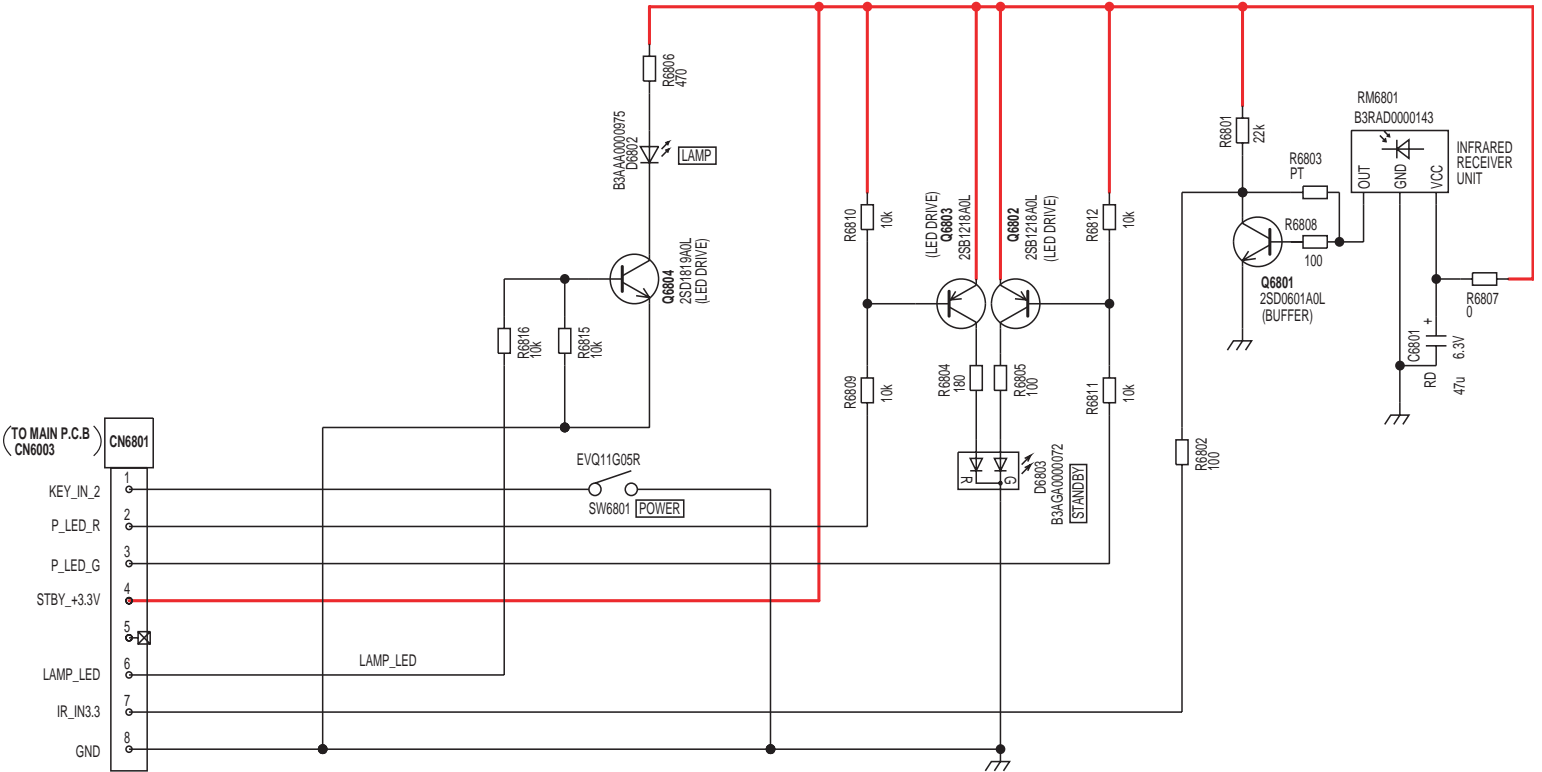 R6806
470
B3AAA0000975
D6802
LAMP
R6810
10k
(LED DRIVE)
Q6803
2SB1218A0L
Q6802
2SB1218A0L
(LED DRIVE)
R6812
10k
R6801
22k
RM6801
B3RAD0000143
OUT
GND
VCC
INFRARED
RECEIVER
UNIT
R6803
PT
R6808
100
Q6801
2SD0601A0L
(BUFFER)
R6807
0
+
C6801
6.3V
RD
47u
Q6804
2SD1819A0L
(LED DRIVE)
R6816
10k
R6815
10k
R6809
10k
R6804
180
R6805
100
R6811
10k
R6802
100
R
G
D6803
B3AGA0000072
STANDBY
(TO MAIN P.C.B
CN6003)
CN6801
EVQ11G05R
SW6801 POWER
KEY_IN_2 1
P_LED_R 2
P_LED_G 3
STBY_+3.3V 4
5
LAMP_LED 6
LAMP_LED
IR_IN3.3 7
GND 8